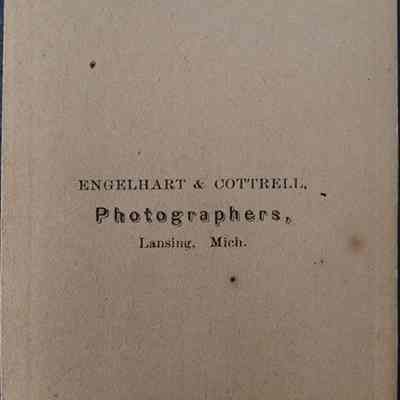 ENGELHART & COTTRELL,
Photographers,
Lansing, Mich.